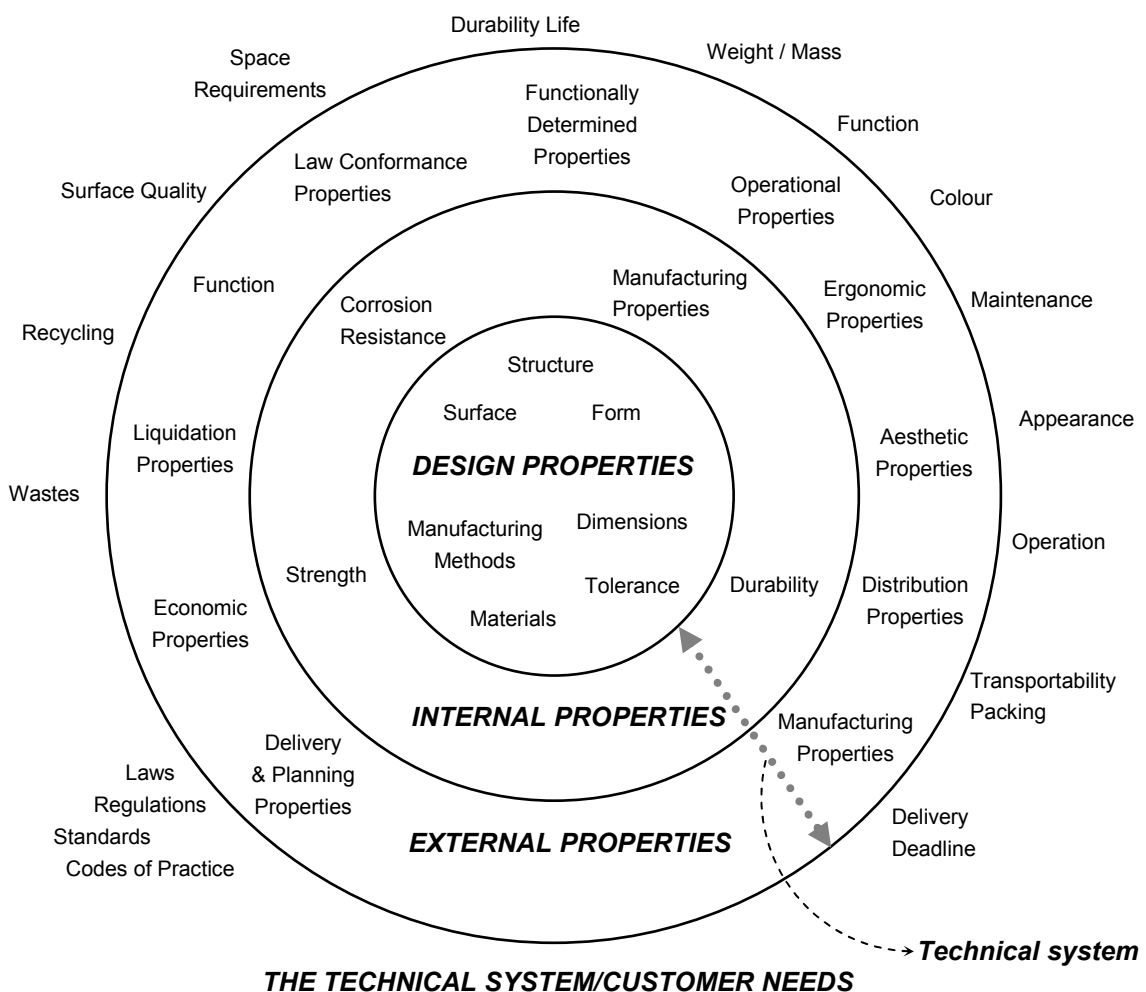 Durability Life
Weight / Mass
Space
Requirements
Function
Colour
Surface Quality
Maintenance
Recycling
Appearance
Wastes
Operation
Transportability
Packing
Laws
Regulations
Standards
Codes of Practice
Delivery
Deadline
Functionally
Determined
Properties
Law Conformance
Properties
Operational
Properties
Function
Ergonomic
Properties
Liquidation
Properties
Aesthetic
Properties
Economic
Properties
Distribution
Properties
Delivery
& Planning
Properties
Manufacturing
Properties
EXTERNAL PROPERTIES
Corrosion
Resistance
Manufacturing
Properties
Strength
Durability
INTERNAL PROPERTIES
Structure
Surface
Form
DESIGN PROPERTIES
Manufacturing
Methods
Dimensions
Tolerance
Materials
Technical system
THE TECHNICAL SYSTEM/CUSTOMER NEEDS